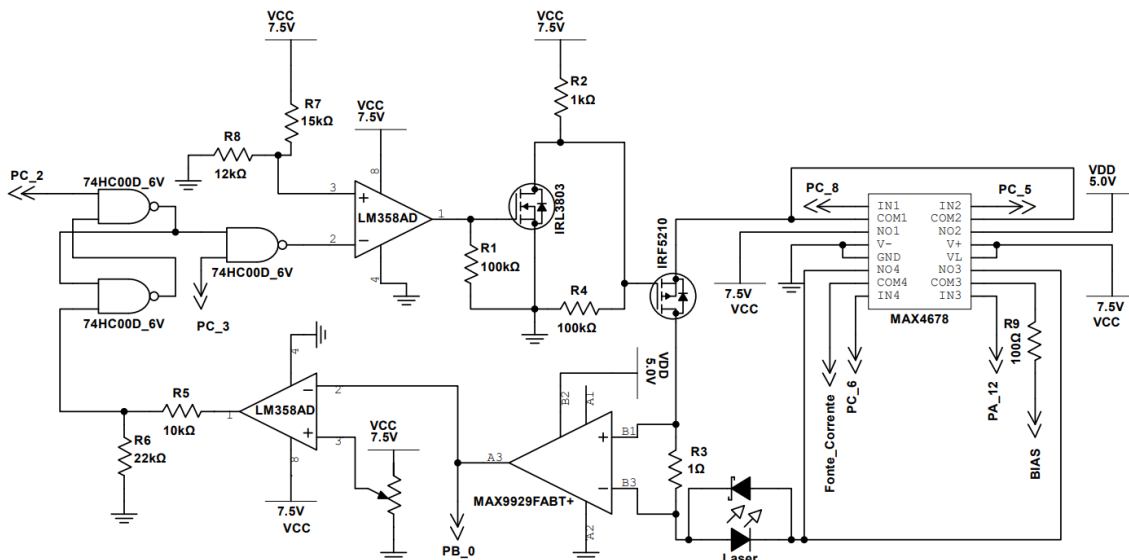 VCC
7.5V
VCC
7.5V
R7
15kΩ
R2
1kΩ
VCC
7.5V
R8
12kΩ
PC_2
74HC00D_6V
3
8
LM358AD
1
2
4
IRL3803
74HC00D_6V
PC_3
74HC00D_6V
R1
100kΩ
R4
100kΩ
IRF5210
PC_8
PC_5
VDD
5.0V
IN1
IN2
COM1
COM2
NO1
NO2
V-
V+
GND
VL
NO4
NO3
COM4
COM3
IN4
IN3
MAX4678
7.5V
VCC
7.5V
VCC
R9
100Ω
Fonte_Corrente
PC_6
PA_12
BIAS
4
R5
10kΩ
1
LM358AD
2
3
8
R6
22kΩ
7.5V
VCC
VCC
7.5V
VDD
5.0V
B2
A1
A3
B1
B3
A2
MAX9929FABT+
PB_0
R3
1Ω
Laser